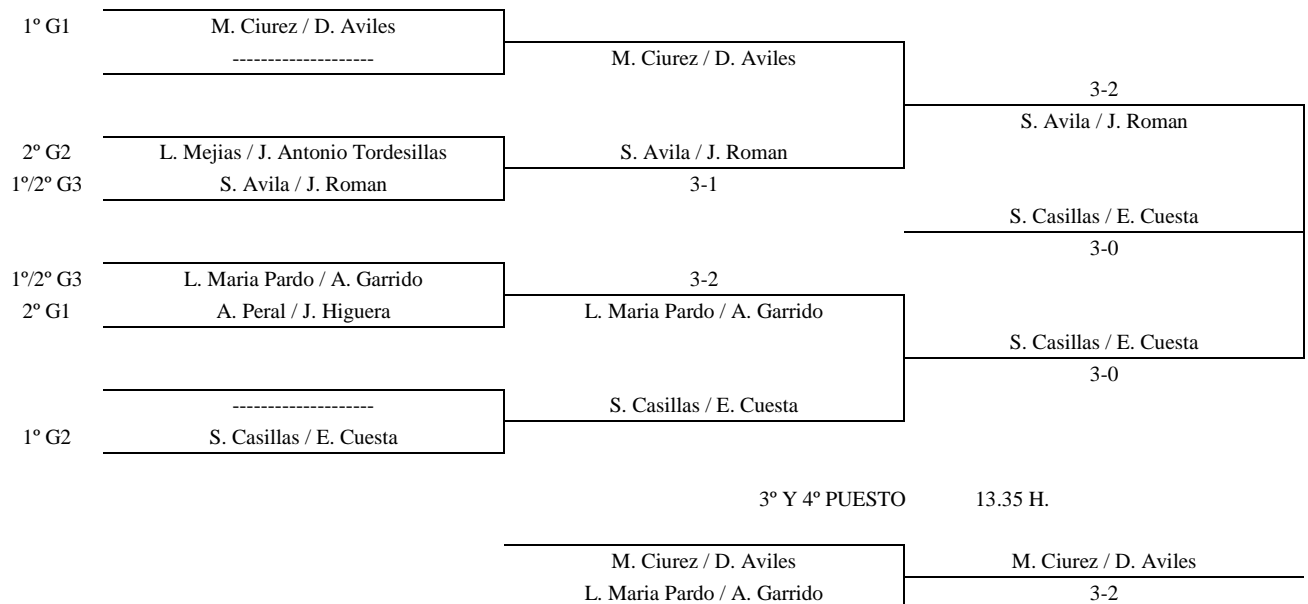 1º G1 M. Ciurez / D. Aviles
-------------------- M. Ciurez / D. Aviles
3-2
S. Avila / J. Roman
2º G2 L. Mejias / J. Antonio Tordesillas S. Avila / J. Roman
1º/2º G3 S. Avila / J. Roman 3-1
S. Casillas / E. Cuesta
3-0
1º/2º G3 L. Maria Pardo / A. Garrido 3-2
2º G1 A. Peral / J. Higuera L. Maria Pardo / A. Garrido
S. Casillas / E. Cuesta
3-0
-------------------- S. Casillas / E. Cuesta
1º G2 S. Casillas / E. Cuesta
3º Y 4º PUESTO 13.35 H.
M. Ciurez / D. Aviles M. Ciurez / D. Aviles
L. Maria Pardo / A. Garrido 3-2